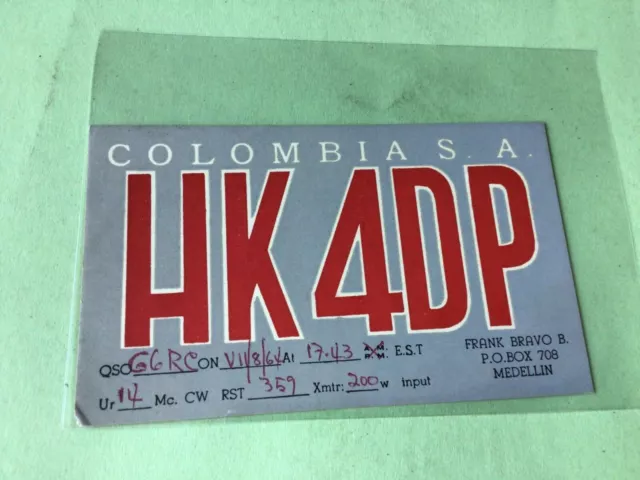 COLOMBIA S. A.
HK4DP
QSO G6RC ON VII/8/64 At 17.43 A.M. P.M. E.S.T
Ur 14 Mc. CW RST 359 Xmtr: 200 w input
FRANK BRAVO B.
P.O.BOX 708
MEDELLIN